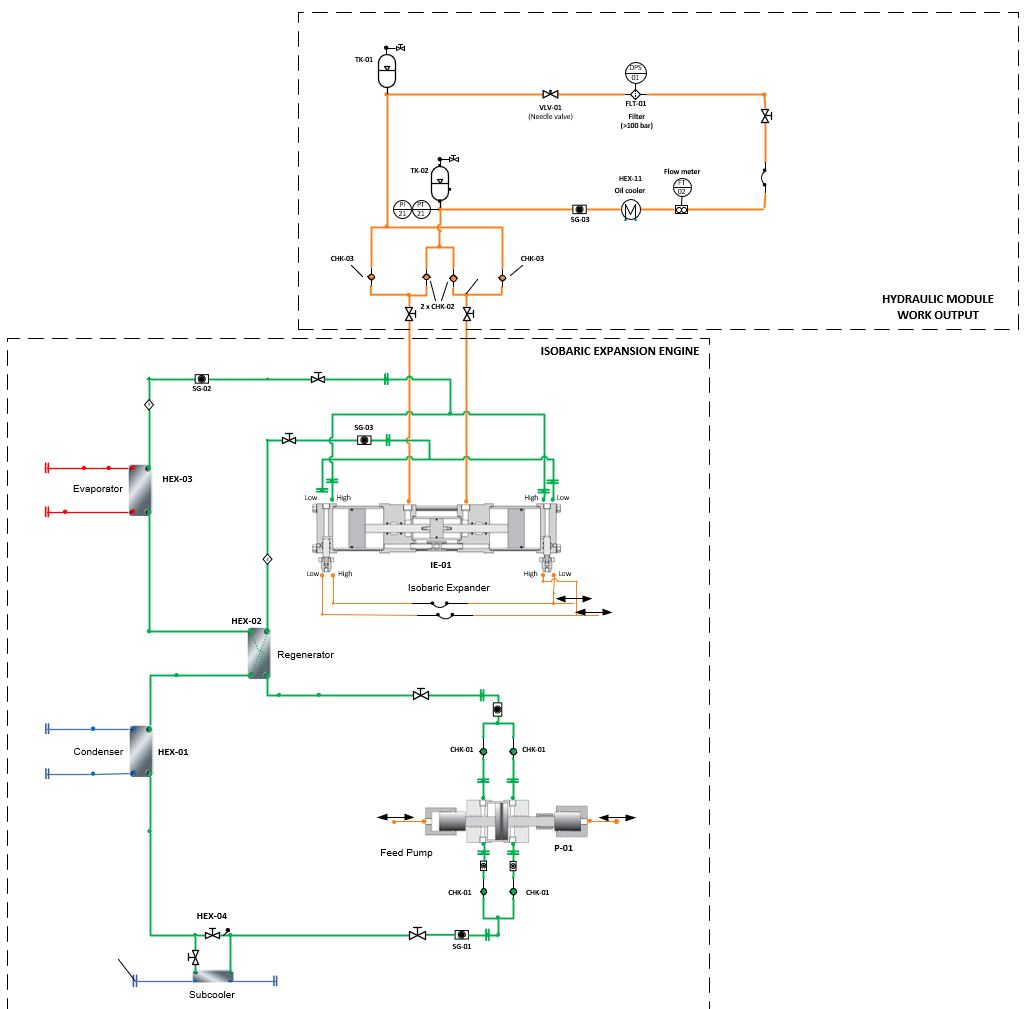 TK-01
DPS
01
VLV-01
(Needle valve)
FLT-01
Filter
(>100 bar)
TK-02
HEX-11
Oil cooler
Flow meter
FT
02
PI
21
PT
21
SG-03
CHK-03
CHK-03
2 x CHK-02
HYDRAULIC MODULE
WORK OUTPUT
ISOBARIC EXPANSION ENGINE
SG-02
SG-03
HEX-03
Evaporator
Low
High
High
Low
IE-01
Low
High
High
Low
Isobaric Expander
HEX-02
Regenerator
Condenser
HEX-01
CHK-01
CHK-01
Feed Pump
P-01
CHK-01
CHK-01
HEX-04
SG-01
Subcooler